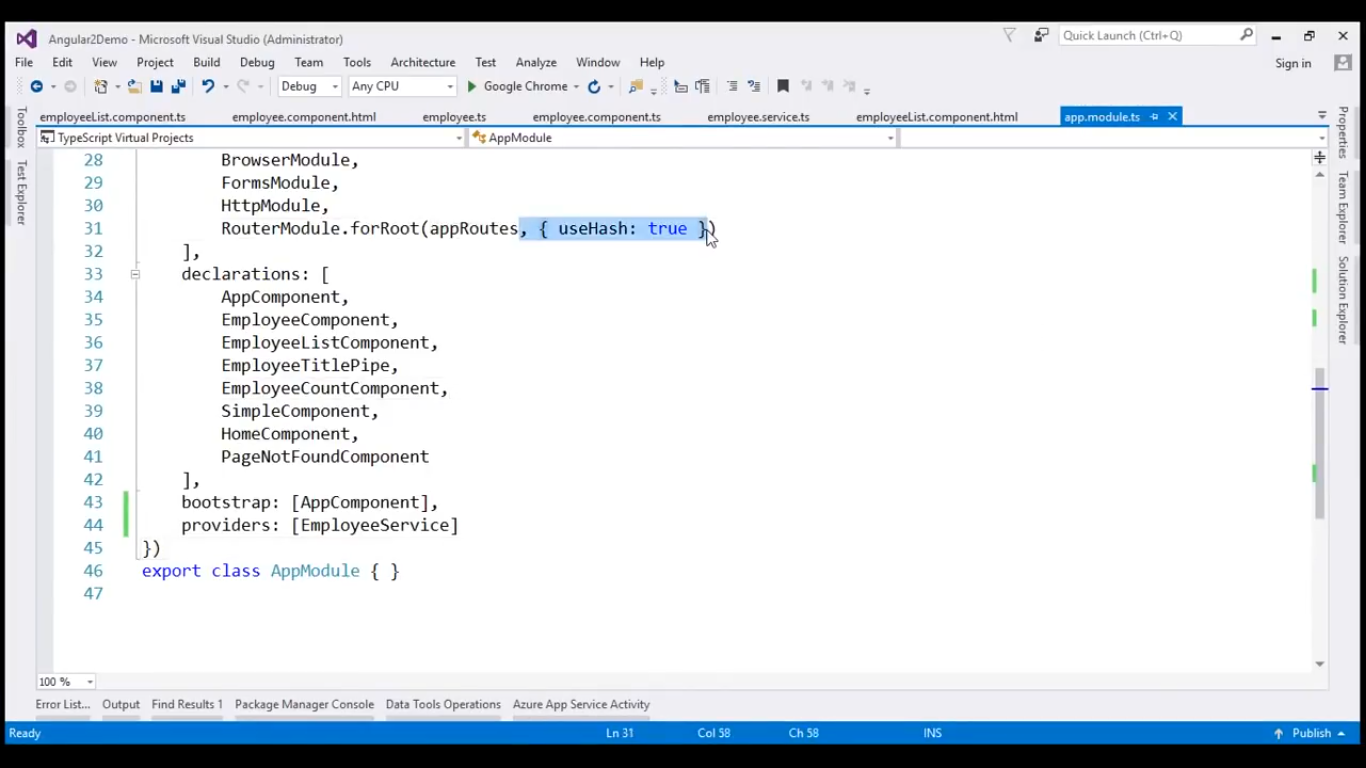 Angular2Demo - Microsoft Visual Studio (Administrator)
Quick Launch (Ctrl+Q)
File Edit View Project Build Debug Team Tools Architecture Test Analyze Window Help
Sign in
Debug Any CPU Google Chrome
employeeList.component.ts employee.component.html employee.ts employee.component.ts employee.service.ts employeeList.component.html app.module.ts
TypeScript Virtual Projects AppModule
Toolbox
Test Explorer
28 BrowserModule,
29 FormsModule,
30 HttpModule,
31 RouterModule.forRoot(appRoutes, { useHash: true })
32 ],
33 declarations: [
34 AppComponent,
35 EmployeeComponent,
36 EmployeeListComponent,
37 EmployeeTitlePipe,
38 EmployeeCountComponent,
39 SimpleComponent,
40 HomeComponent,
41 PageNotFoundComponent
42 ],
43 bootstrap: [AppComponent],
44 providers: [EmployeeService]
45 })
46 export class AppModule { }
47
Properties
Team Explorer
Solution Explorer
100 %
Error List... Output Find Results 1 Package Manager Console Data Tools Operations Azure App Service Activity
Ready Ln 31 Col 58 Ch 58 INS Publish